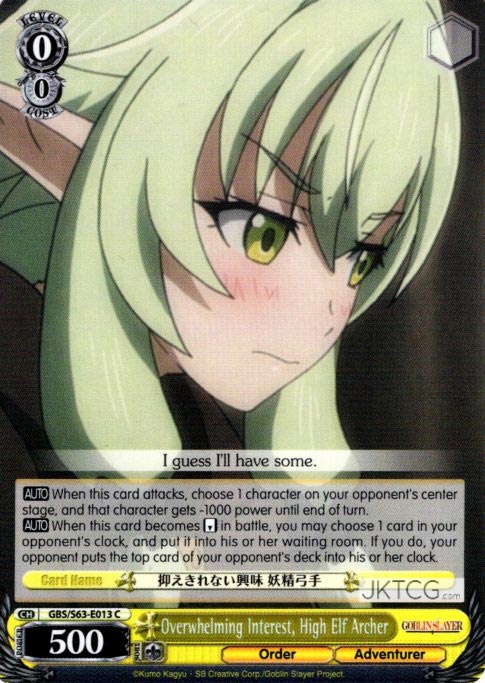 LEVEL
0
0
COST
I guess I'll have some.
AUTO When this card attacks, choose 1 character on your opponent's center
stage, and that character gets -1000 power until end of turn.
AUTO When this card becomes in battle, you may choose 1 card in your
opponent's clock, and put it into his or her waiting room. If you do, your
opponent puts the top card of your opponent's deck into his or her clock.
Card Name 抑えきれない興味 妖精弓手
JKTCG.com
CH GBS/S63-E013 C
POWER 500 SOUL Overwhelming Interest, High Elf Archer GOBLIN SLAYER
Order Adventurer
©Kumo Kagyu・SB Creative Corp./Goblin Slayer Project.